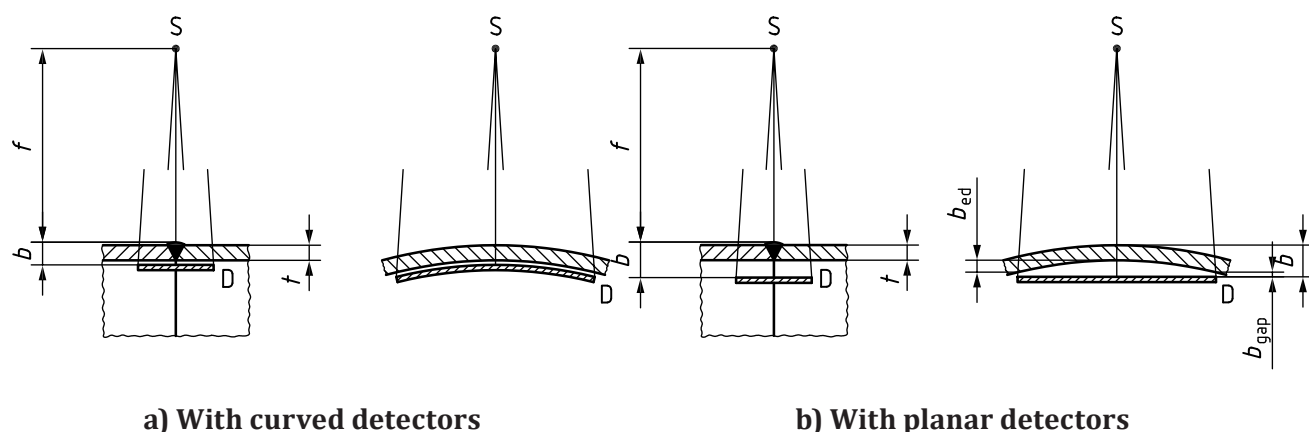 S
S
S
S
f
b
t
D
D
f
b
t
D
b_ed
b
b_gap
D
a) With curved detectors
b) With planar detectors